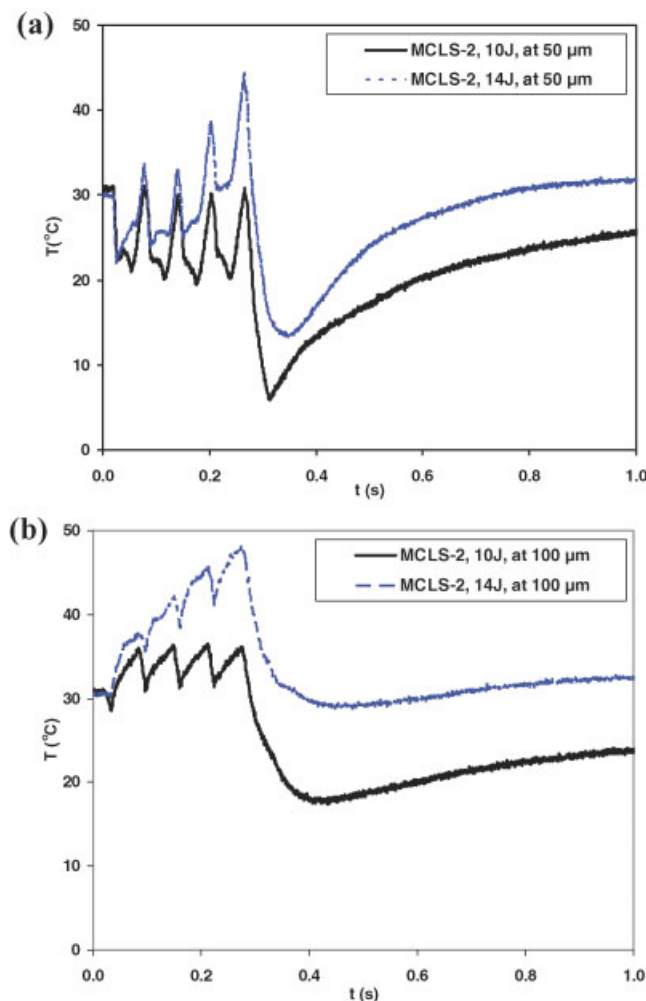 (a)
MCLS-2, 10J, at 50 µm
MCLS-2, 14J, at 50 µm
50
40
30
20
10
0
T(°C)
0.0 0.2 0.4 0.6 0.8 1.0
t (s)
(b)
MCLS-2, 10J, at 100 µm
MCLS-2, 14J, at 100 µm
50
40
30
20
10
0
T (°C)
0.0 0.2 0.4 0.6 0.8 1.0
t (s)